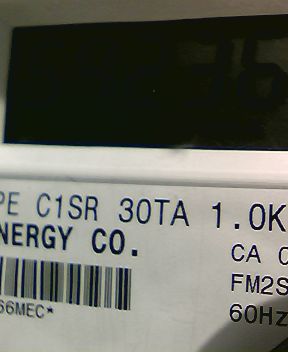 PE C1SR 30TA 1.0K
NERGY CO.
CA
FM2S
66MEC*
60Hz